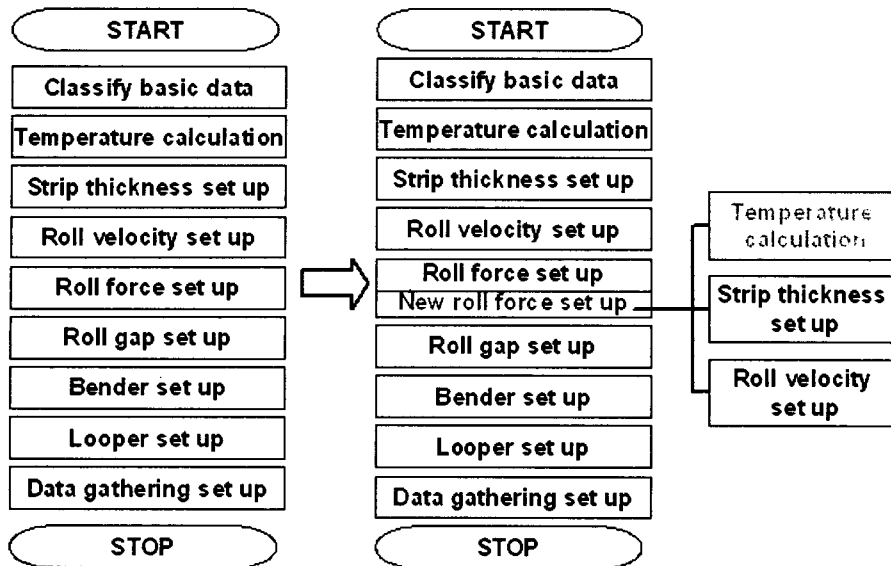 START
Classify basic data
Temperature calculation
Strip thickness set up
Roll velocity set up
Roll force set up
Roll gap set up
Bender set up
Looper set up
Data gathering set up
STOP
START
Classify basic data
Temperature calculation
Strip thickness set up
Roll velocity set up
Roll force set up
New roll force set up
Roll gap set up
Bender set up
Looper set up
Data gathering set up
STOP
Temperature
calculation
Strip thickness
set up
Roll velocity
set up